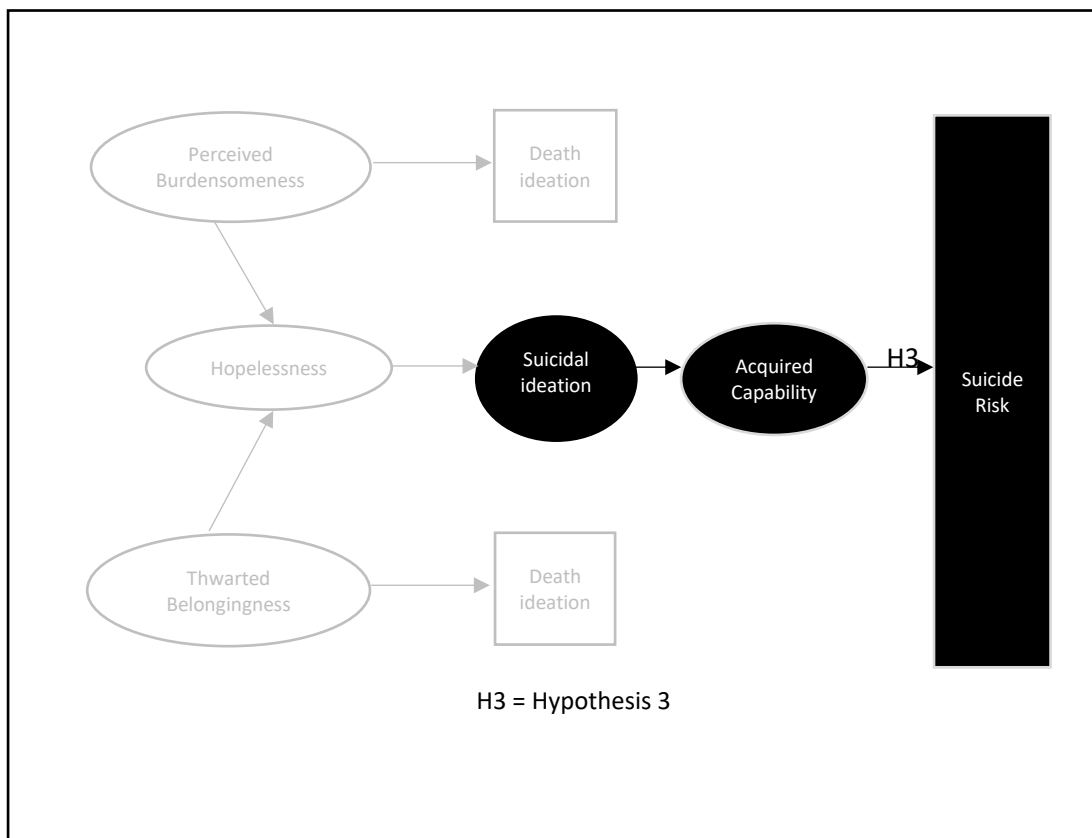 Perceived
Burdensomeness
Death
ideation
Hopelessness
Suicidal
ideation
Acquired
Capability
H3
Suicide
Risk
Thwarted
Belongingness
Death
ideation
H3 = Hypothesis 3